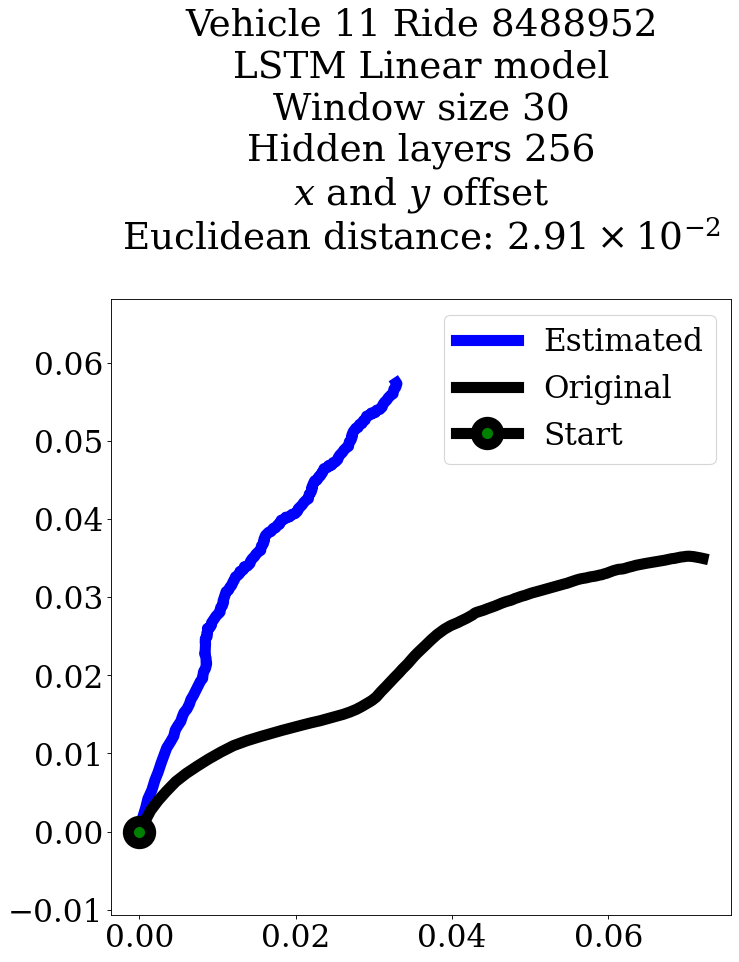 Vehicle 11 Ride 8488952
LSTM Linear model
Window size 30
Hidden layers 256
x and y offset
Euclidean distance: 2.91 × 10⁻²
Estimated
Original
Start
0.06
0.05
0.04
0.03
0.02
0.01
0.00
−0.01
0.00 0.02 0.04 0.06